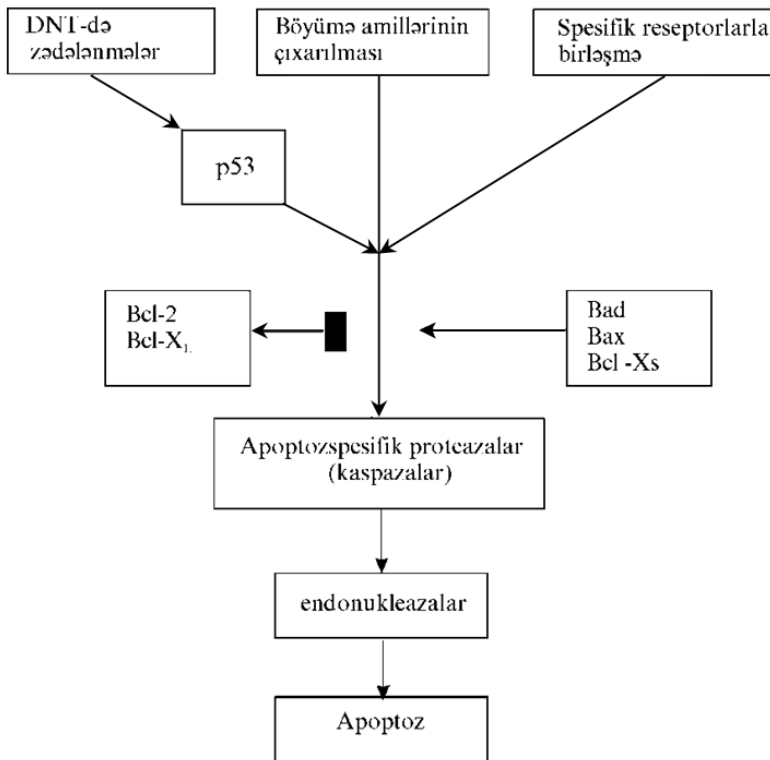 DNT-də
zədələnmələr
Böyümə amillərinin
çıxarılması
Spesifik reseptorlarla
birləşmə
p53
Bcl-2
Bcl-X₁.
Bad
Bax
Bcl -Xs
Apoptozspesifik proteazalar
(kaspazalar)
endonukleazalar
Apoptoz